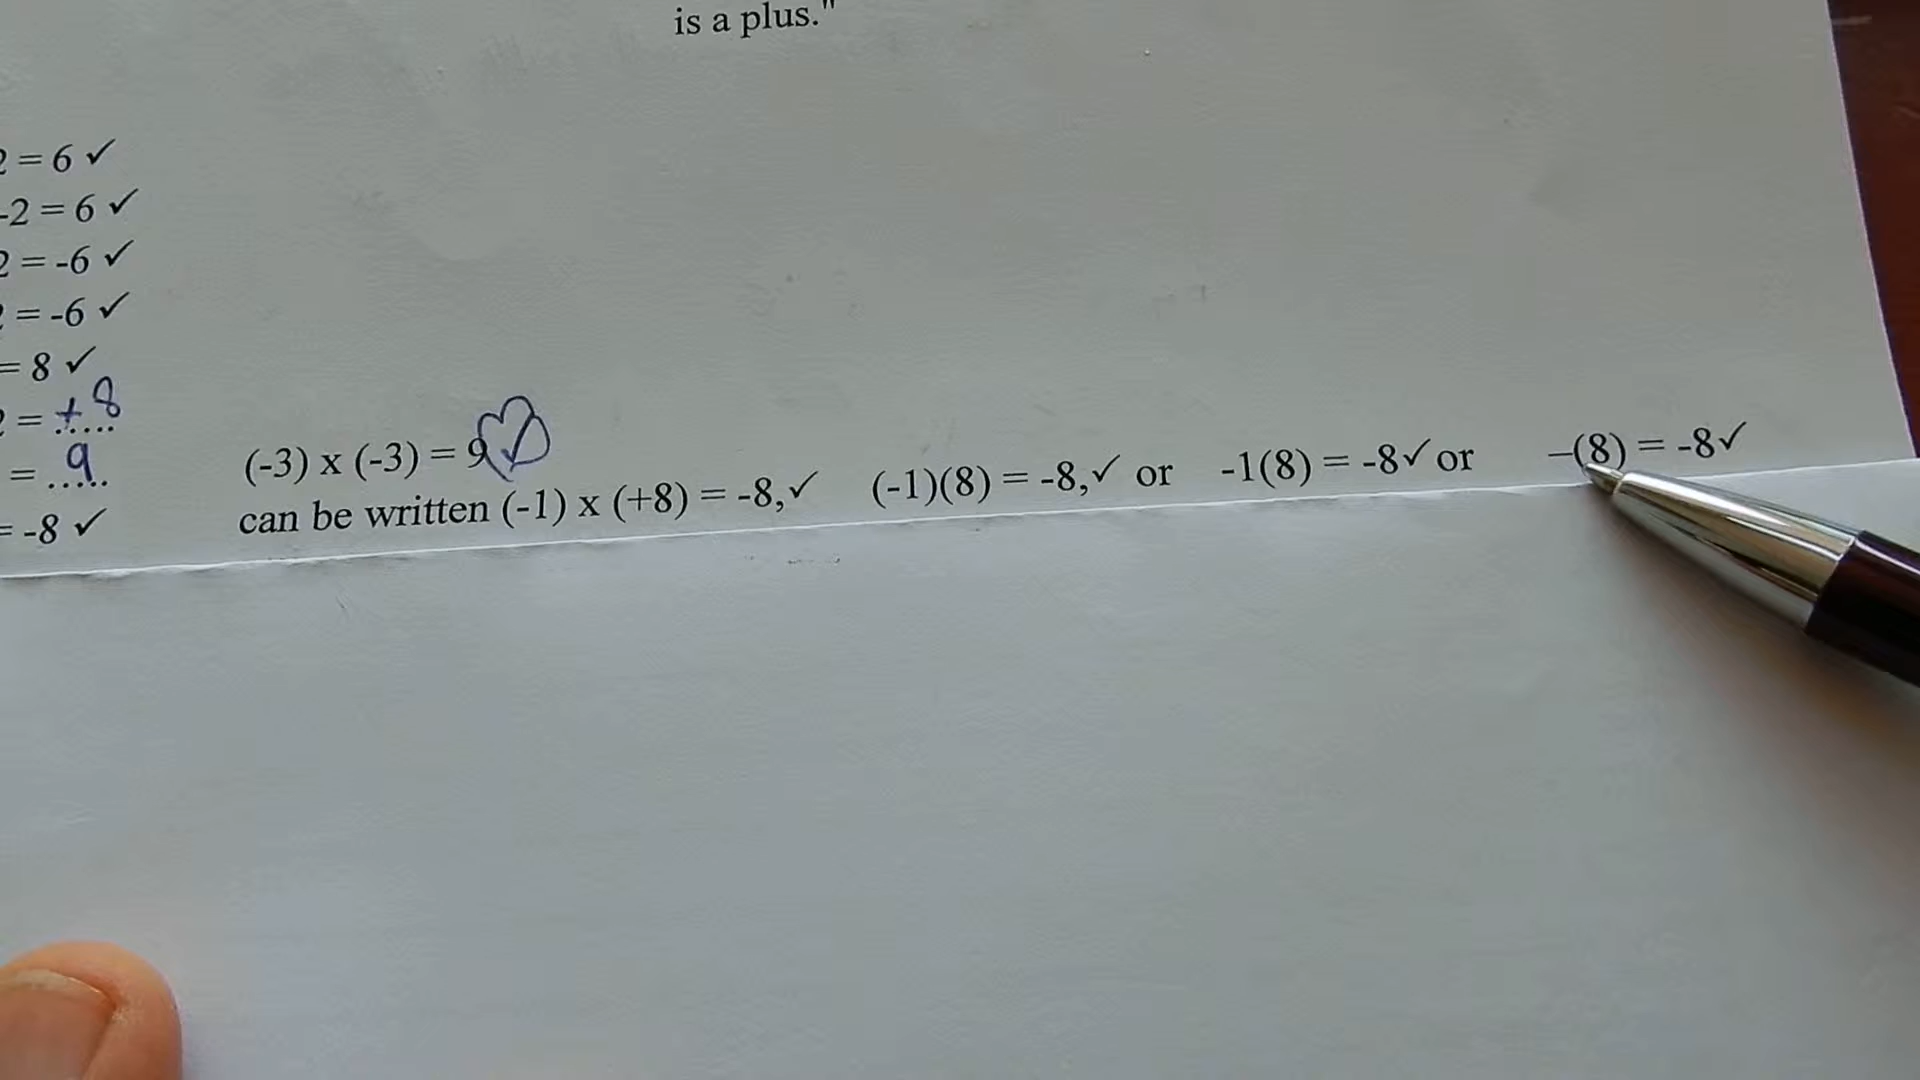 is a plus."
= 6 ✓
-2 = 6 ✓
2 = -6 ✓
= -6 ✓
= 8 ✓
= +8
= 9
(-3) x (-3) = 9 ✓
= -8 ✓
can be written (-1) x (+8) = -8, ✓ (-1)(8) = -8, ✓ or -1(8) = -8 ✓ or –(8) = -8 ✓